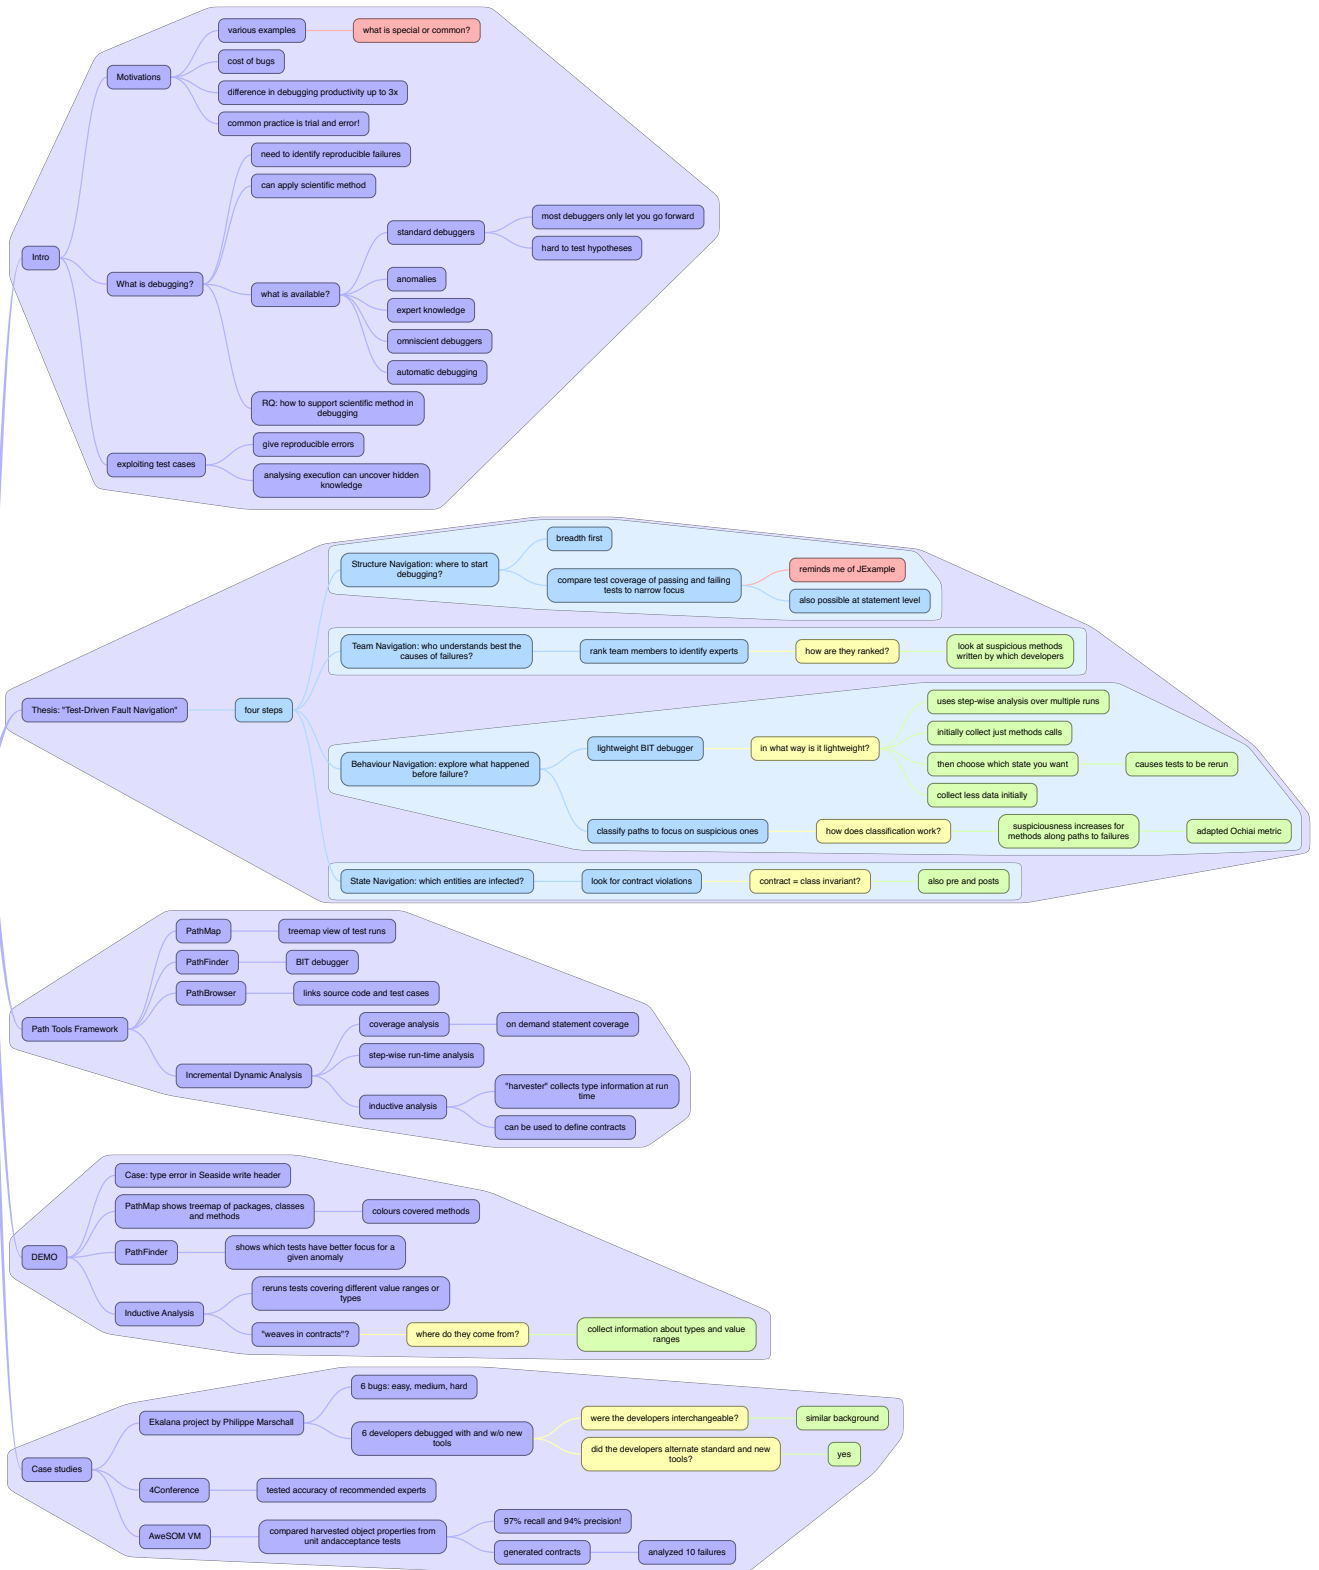 Intro
Motivations
various examples
what is special or common?
cost of bugs
difference in debugging productivity up to 3x
common practice is trial and error!
What is debugging?
need to identify reproducible failures
can apply scientific method
what is available?
standard debuggers
most debuggers only let you go forward
hard to test hypotheses
anomalies
expert knowledge
omniscient debuggers
automatic debugging
RQ: how to support scientific method in
debugging
exploiting test cases
give reproducible errors
analysing execution can uncover hidden
knowledge
Thesis: "Test-Driven Fault Navigation"
four steps
Structure Navigation: where to start
debugging?
breadth first
compare test coverage of passing and failing
tests to narrow focus
reminds me of JExample
also possible at statement level
Team Navigation: who understands best the
causes of failures?
rank team members to identify experts
how are they ranked?
look at suspicious methods
written by which developers
Behaviour Navigation: explore what happened
before failure?
lightweight BIT debugger
in what way is it lightweight?
uses step-wise analysis over multiple runs
initially collect just methods calls
then choose which state you want
causes tests to be rerun
collect less data initially
classify paths to focus on suspicious ones
how does classification work?
suspiciousness increases for
methods along paths to failures
adapted Ochiai metric
State Navigation: which entities are infected?
look for contract violations
contract = class invariant?
also pre and posts
Path Tools Framework
PathMap
treemap view of test runs
PathFinder
BIT debugger
PathBrowser
links source code and test cases
Incremental Dynamic Analysis
coverage analysis
on demand statement coverage
step-wise run-time analysis
inductive analysis
"harvester" collects type information at run
time
can be used to define contracts
DEMO
Case: type error in Seaside write header
PathMap shows treemap of packages, classes
and methods
colours covered methods
PathFinder
shows which tests have better focus for a
given anomaly
Inductive Analysis
reruns tests covering different value ranges or
types
"weaves in contracts"?
where do they come from?
collect information about types and value
ranges
Case studies
Ekalana project by Philippe Marschall
6 bugs: easy, medium, hard
6 developers debugged with and w/o new
tools
were the developers interchangeable?
similar background
did the developers alternate standard and new
tools?
yes
4Conference
tested accuracy of recommended experts
AweSOM VM
compared harvested object properties from
unit andacceptance tests
97% recall and 94% precision!
generated contracts
analyzed 10 failures